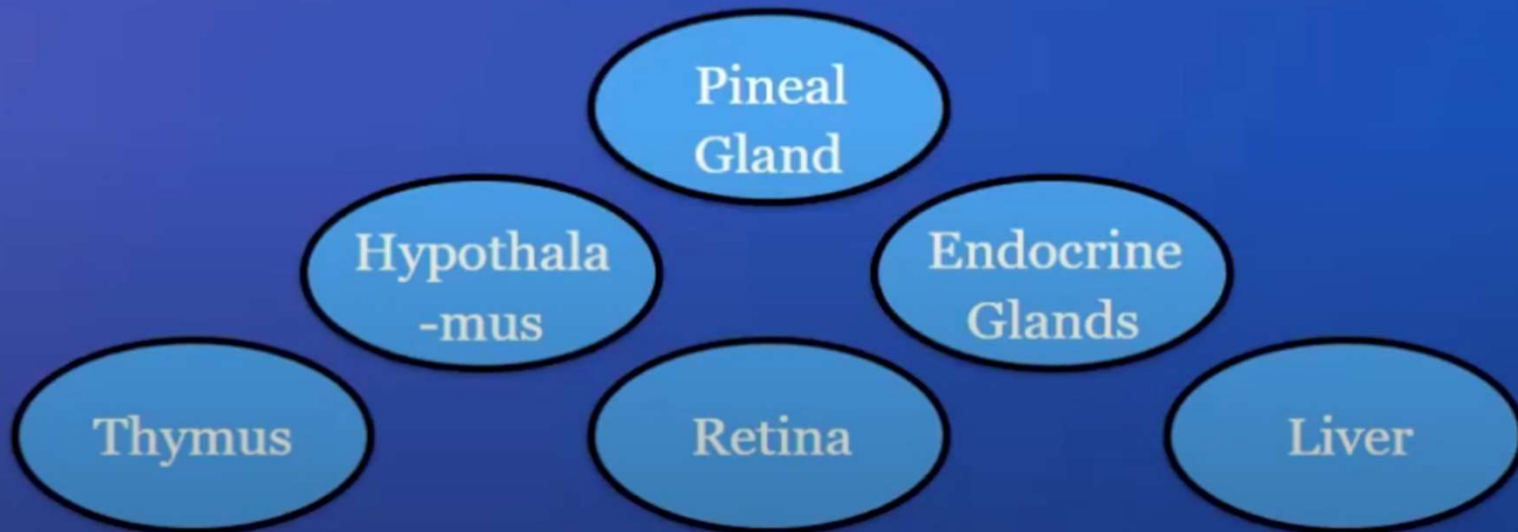 Pineal
Gland
Hypothala
-mus
Endocrine
Glands
Thymus
Retina
Liver